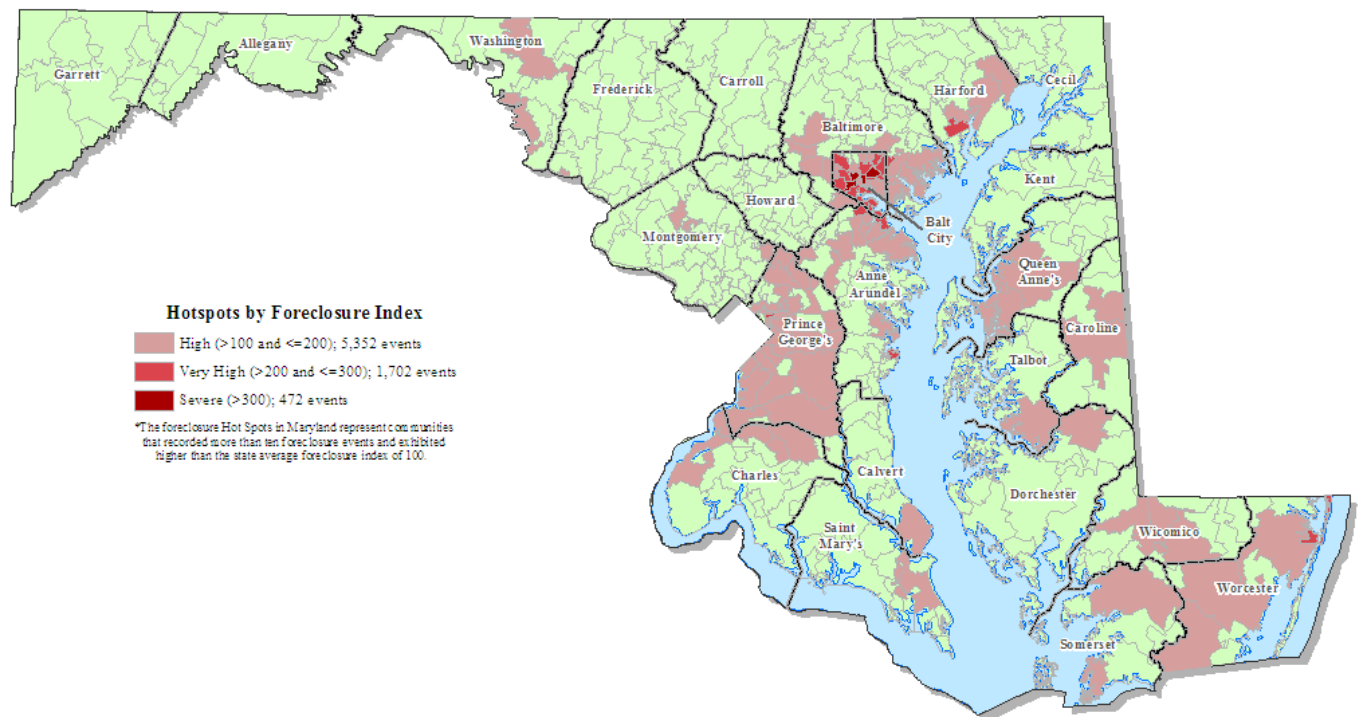 Garrett
Allegany
Washington
Frederick
Carroll
Baltimore
Harford
Cecil
Kent
Howard
Montgomery
Balt
City
Queen
Anne's
Anne
Arundel
Prince
George's
Caroline
Talbot
Charles
Calvert
Dorchester
Saint
Mary's
Wicomico
Worcester
Somerset
Hotspots by Foreclosure Index
High (>100 and <=200); 5,352 events
Very High (>200 and <=300); 1,702 events
Severe (>300); 472 events
*The foreclosure Hot Spots in Maryland represent communities
that recorded more than ten foreclosure events and exhibited
higher than the state average foreclosure index of 100.